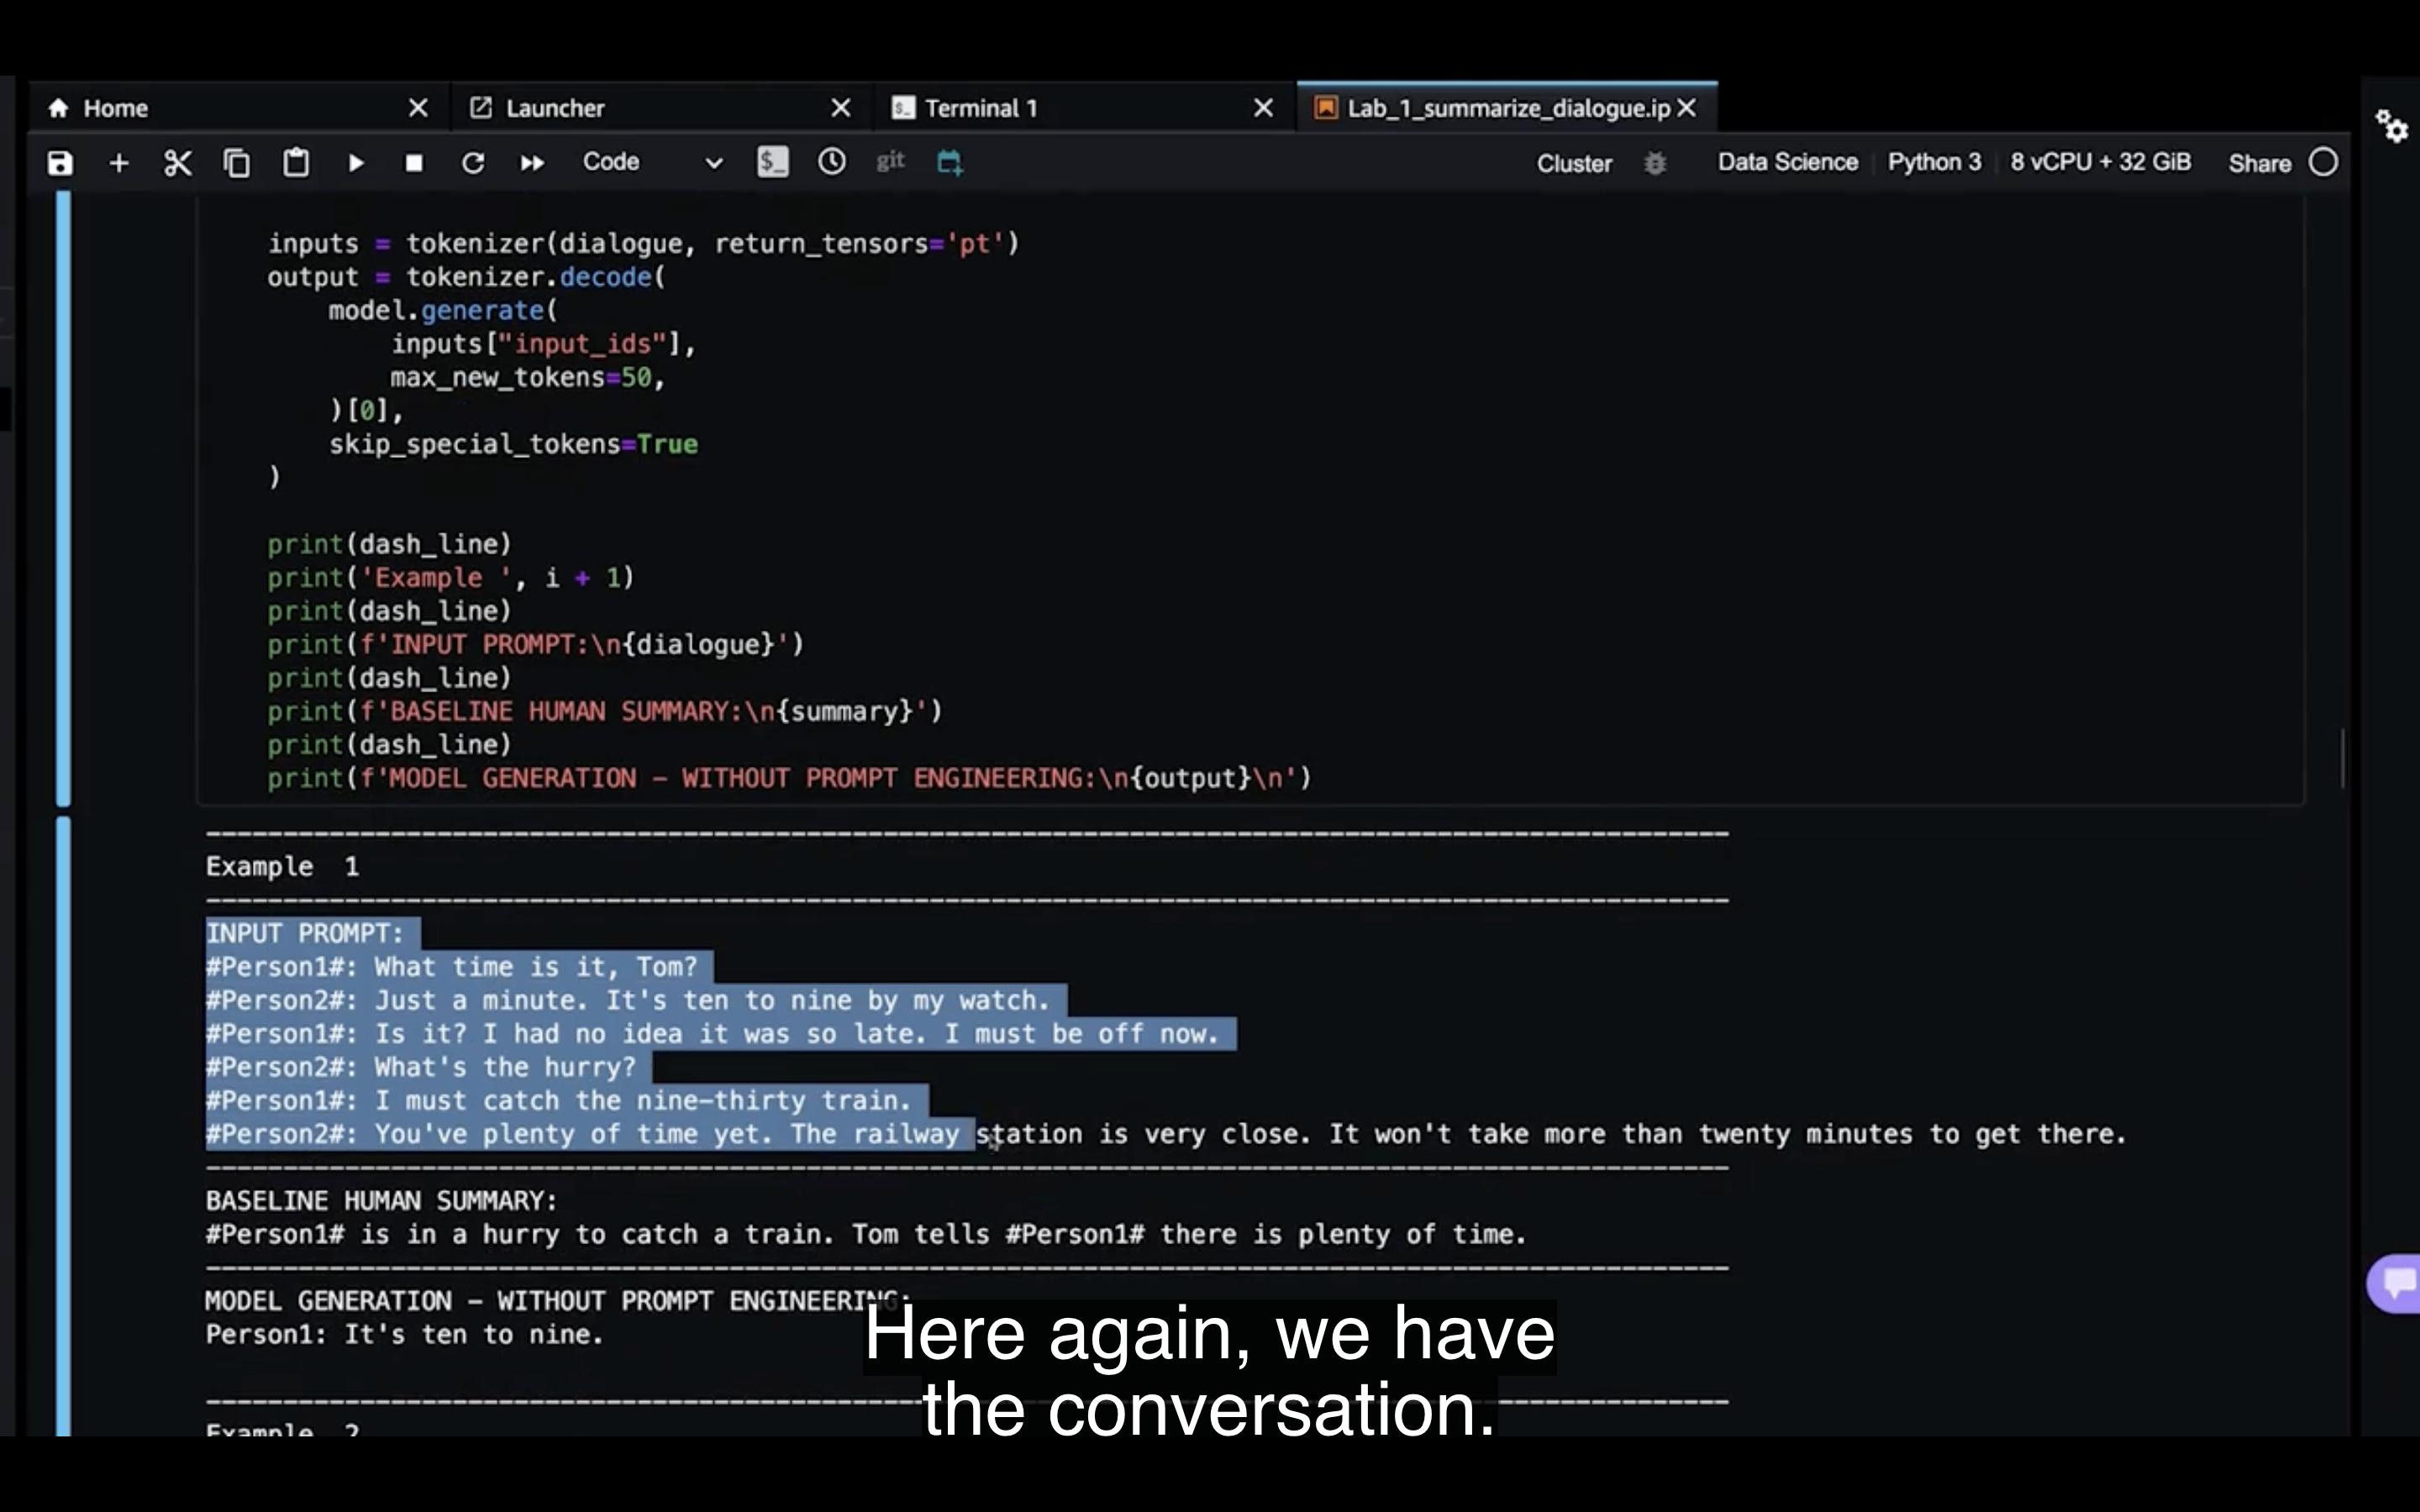 Home
Launcher
Terminal 1
Lab_1_summarize_dialogue.ip
Code
git
Cluster
Data Science
Python 3
8 vCPU + 32 GiB
Share
inputs = tokenizer(dialogue, return_tensors='pt')
output = tokenizer.decode(
    model.generate(
        inputs["input_ids"],
        max_new_tokens=50,
    )[0],
    skip_special_tokens=True
)
print(dash_line)
print('Example ', i + 1)
print(dash_line)
print(f'INPUT PROMPT:\n{dialogue}')
print(dash_line)
print(f'BASELINE HUMAN SUMMARY:\n{summary}')
print(dash_line)
print(f'MODEL GENERATION – WITHOUT PROMPT ENGINEERING:\n{output}\n')
---------------------------------------------------------------------------------------------------
Example  1
---------------------------------------------------------------------------------------------------
INPUT PROMPT:
#Person1#: What time is it, Tom?
#Person2#: Just a minute. It's ten to nine by my watch.
#Person1#: Is it? I had no idea it was so late. I must be off now.
#Person2#: What's the hurry?
#Person1#: I must catch the nine-thirty train.
#Person2#: You've plenty of time yet. The railway station is very close. It won't take more than twenty minutes to get there.
---------------------------------------------------------------------------------------------------
BASELINE HUMAN SUMMARY:
#Person1# is in a hurry to catch a train. Tom tells #Person1# there is plenty of time.
---------------------------------------------------------------------------------------------------
MODEL GENERATION – WITHOUT PROMPT ENGINEERING:
Person1: It's ten to nine.
---------------------------------------------------------------------------------------------------
Example  2
Here again, we have
the conversation.